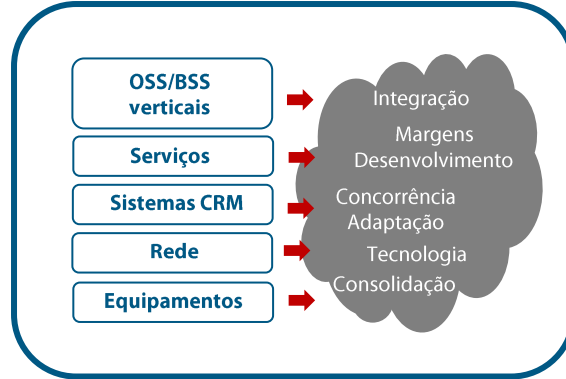 OSS/BSS
verticais
Serviços
Sistemas CRM
Rede
Equipamentos
Integração
Margens
Desenvolvimento
Concorrência
Adaptação
Tecnologia
Consolidação